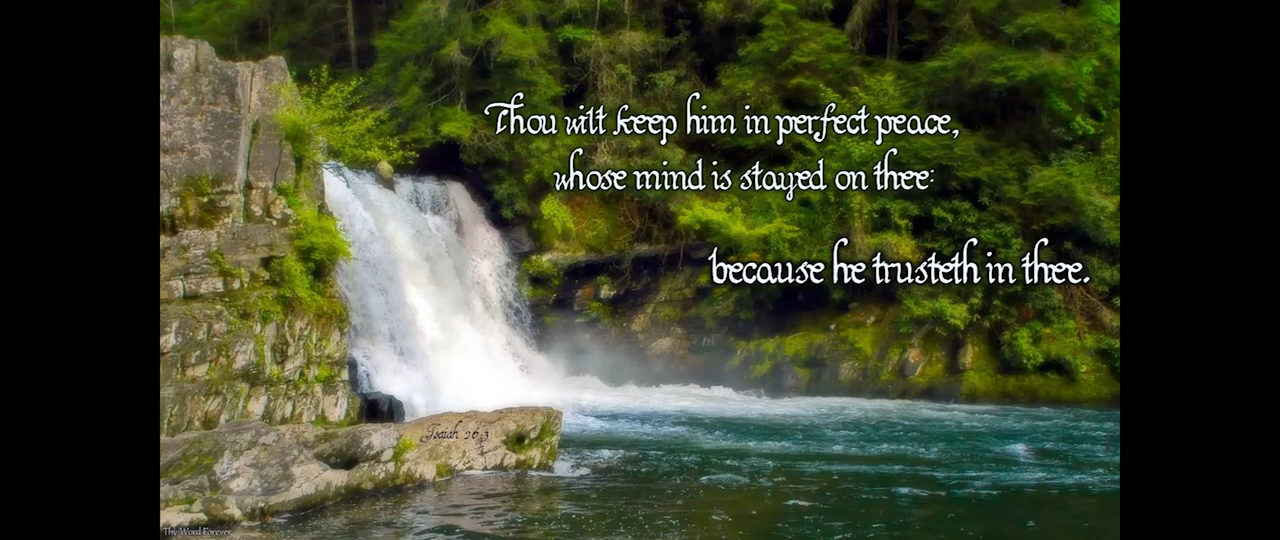 Thou wilt keep him in perfect peace,
whose mind is stayed on thee:
because he trusteth in thee.
Isaiah 26:3
Thy Word Forever